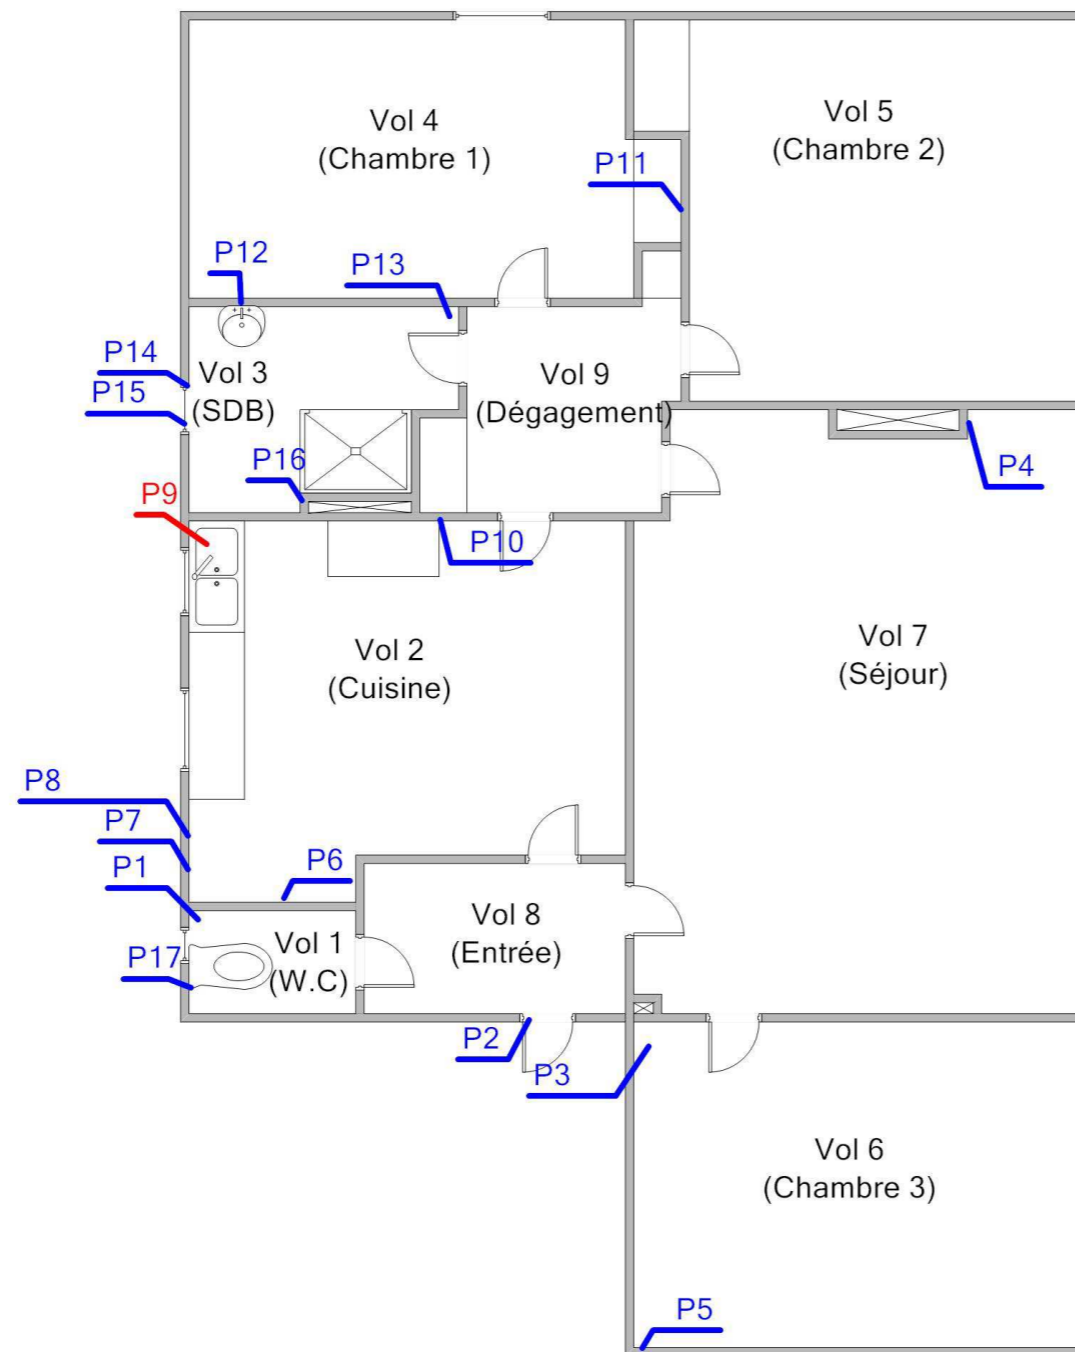 Vol 4
(Chambre 1)
Vol 5
(Chambre 2)
P11
P12
P13
P14
Vol 3
(SDB)
P15
Vol 9
(Dégagement)
P16
P4
P9
P10
Vol 2
(Cuisine)
Vol 7
(Séjour)
P8
P7
P1
P6
Vol 8
(Entrée)
Vol 1
(W.C)
P17
P2
P3
Vol 6
(Chambre 3)
P5